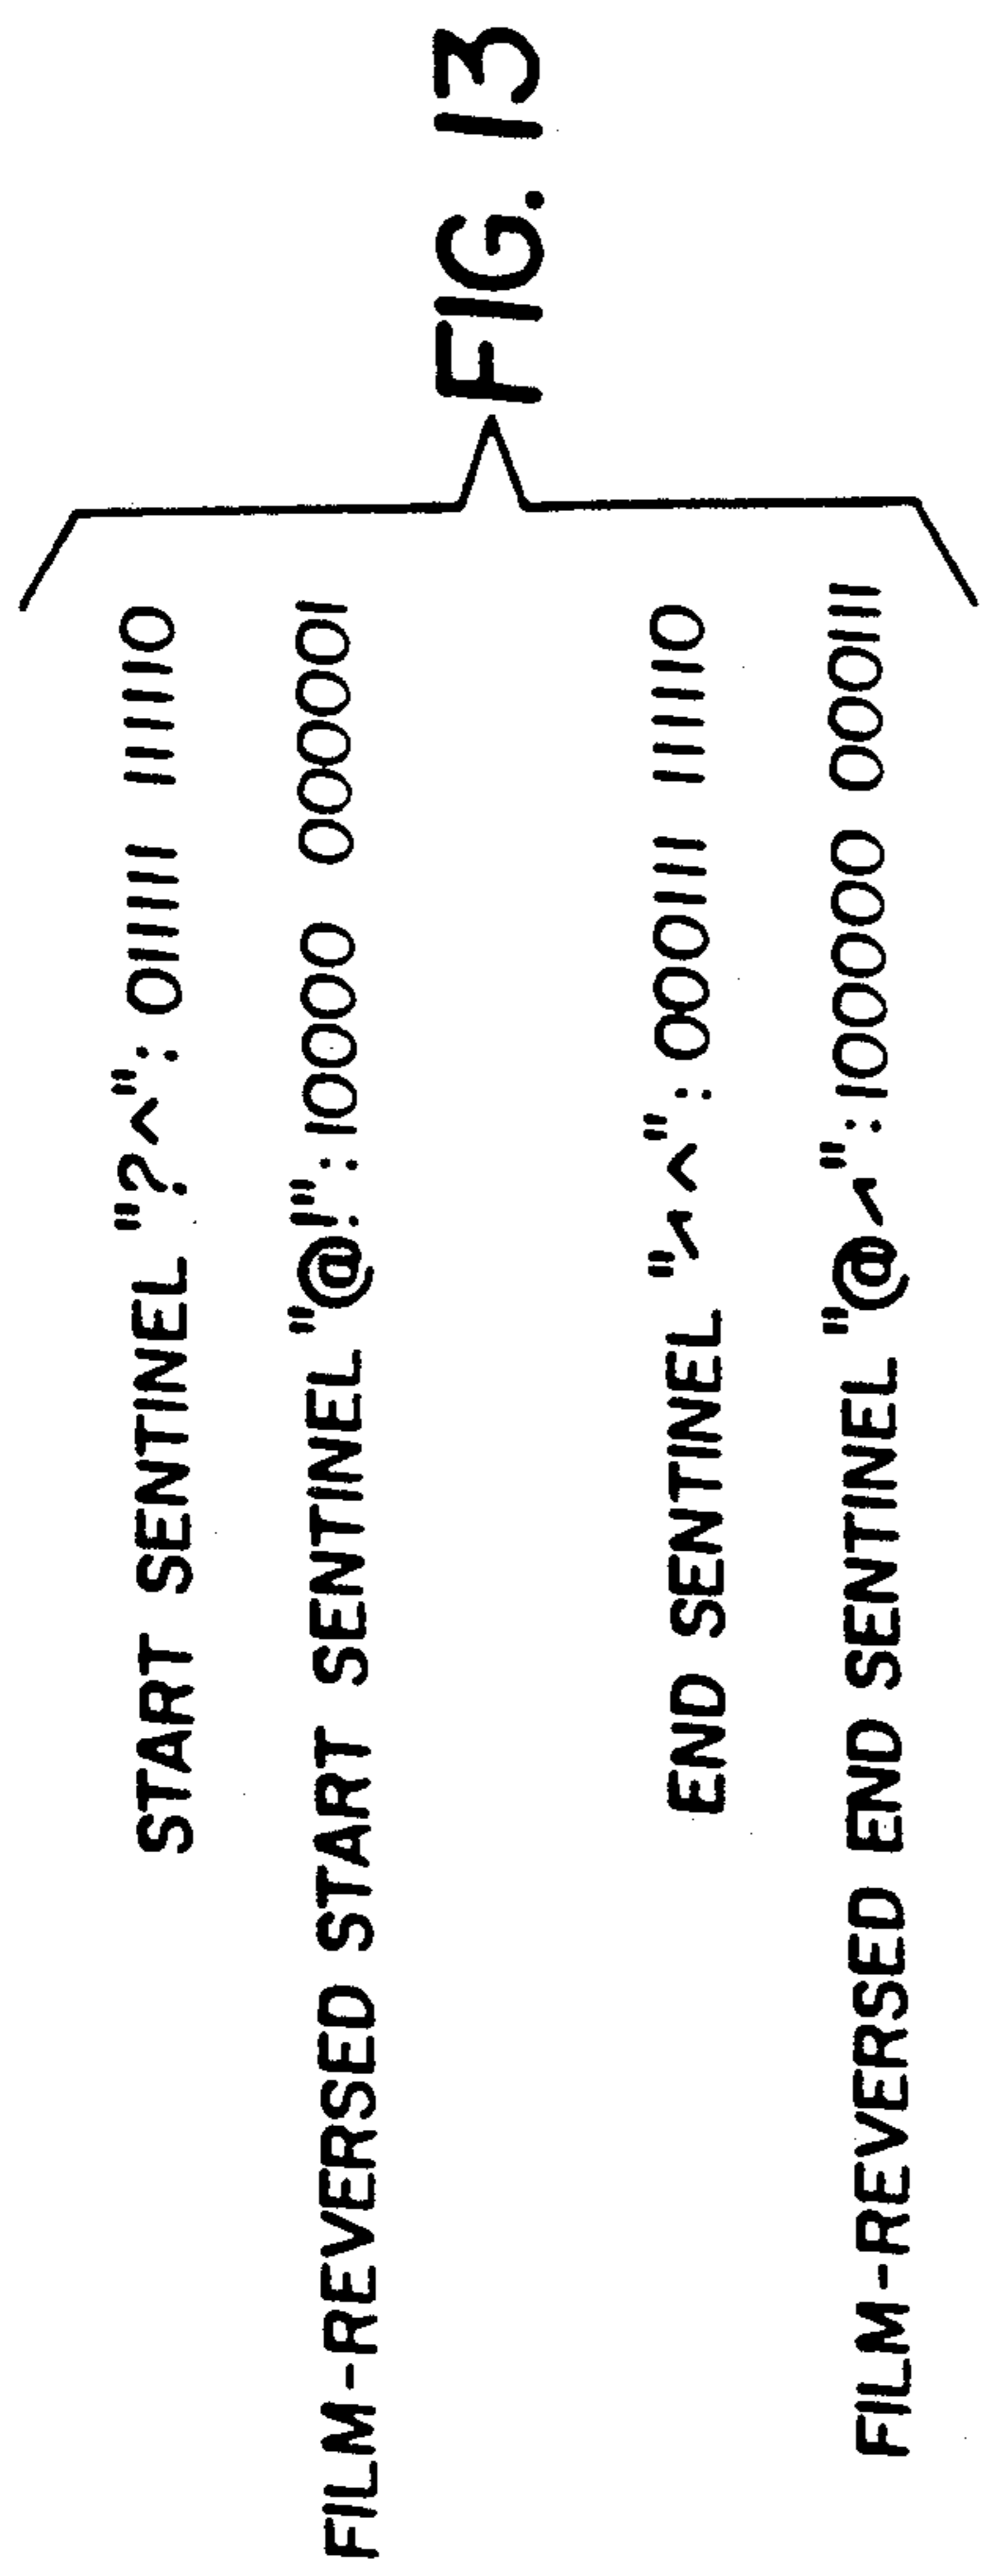 START SENTINEL "?^": 011111 111110
FILM-REVERSED START SENTINEL "@!": 10000 000001
END SENTINEL "^^": 000111 111110
FILM-REVERSED END SENTINEL "@^": 100000 000111
FIG. 13